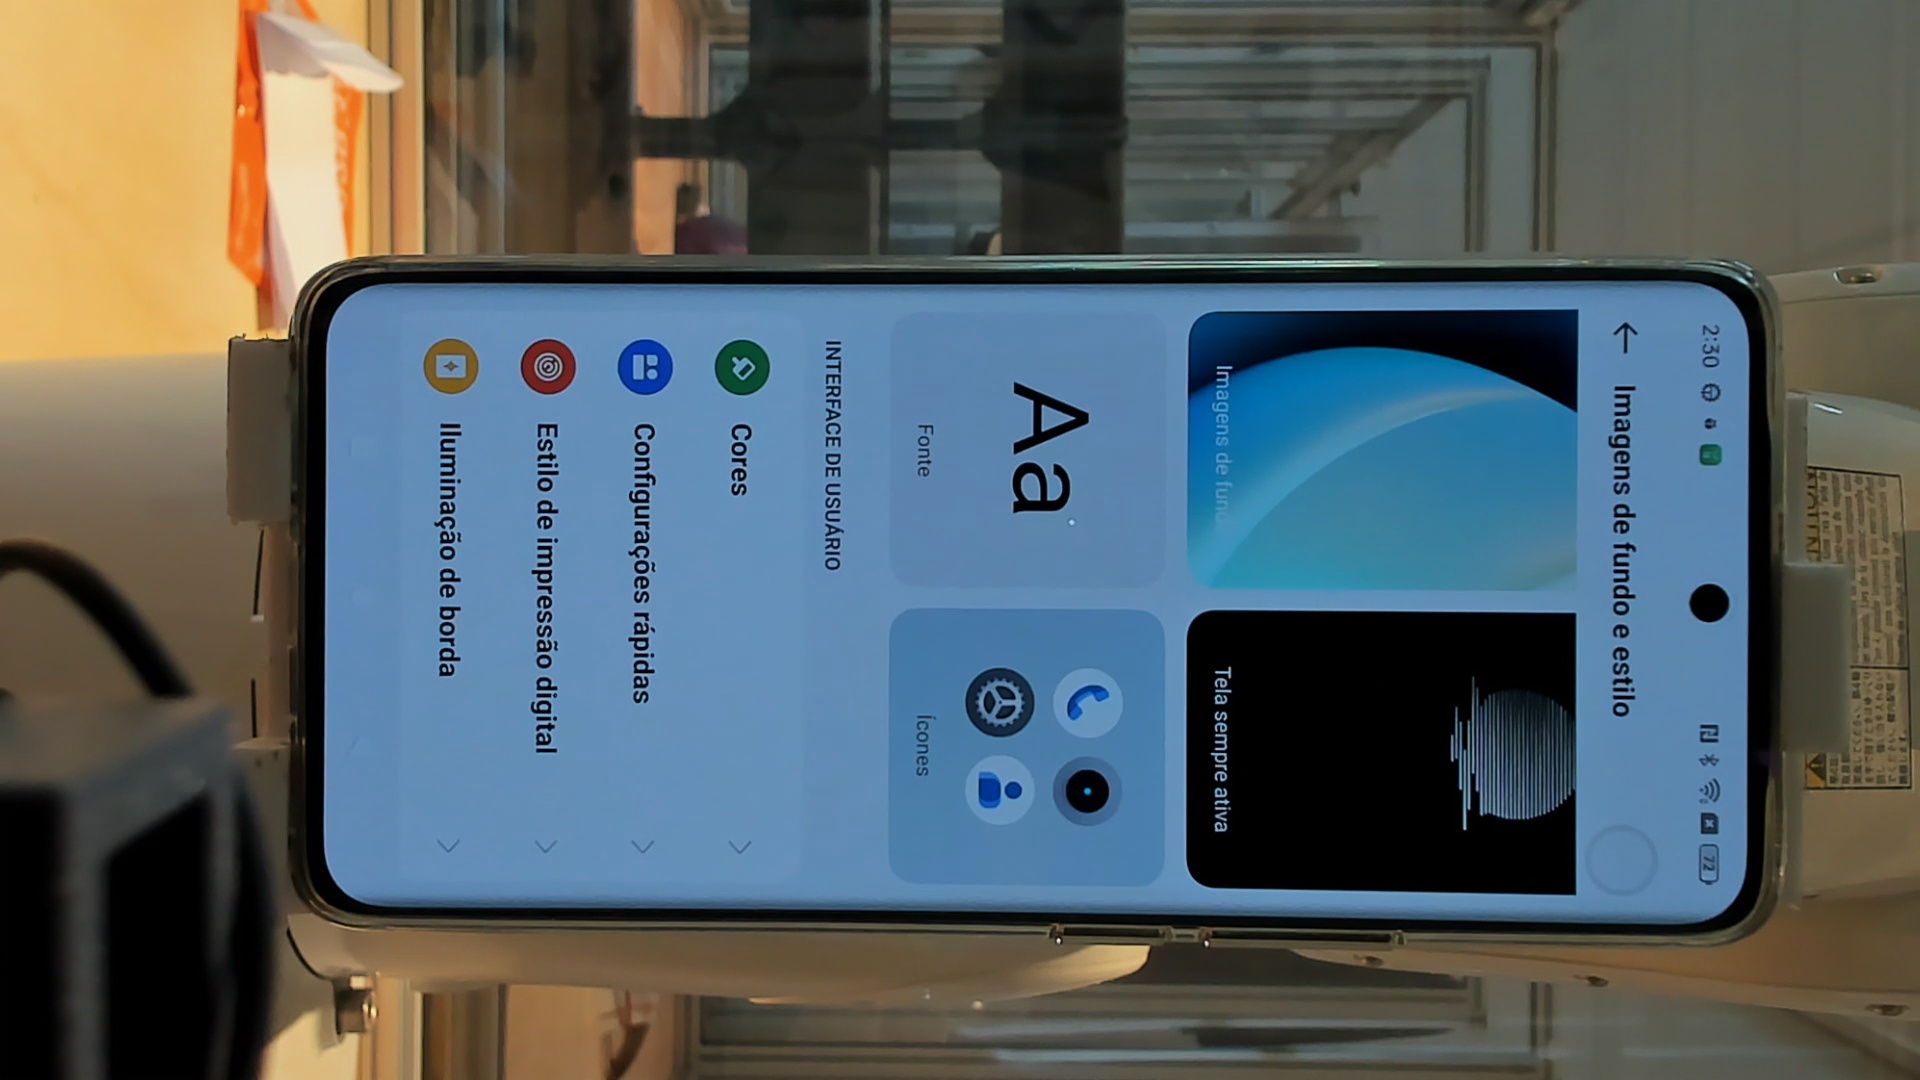 2:30
72
Imagens de fundo e estilo
Imagens de fund
Tela sempre ativa
Aa
Fonte
Ícones
INTERFACE DE USUÁRIO
Cores
Configurações rápidas
Estilo de impressão digital
Iluminação de borda